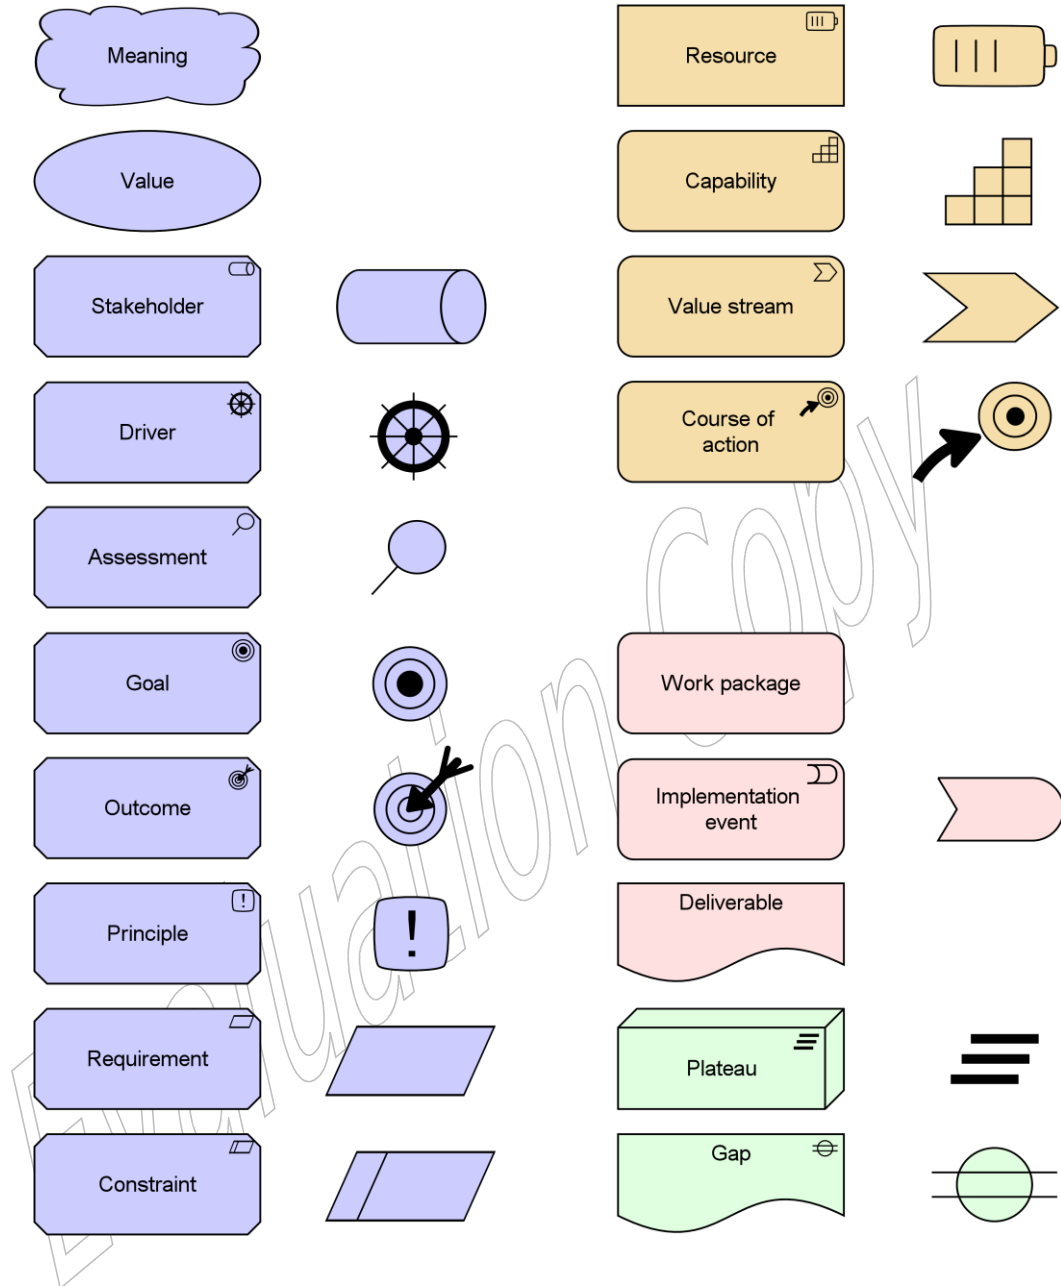 Meaning
Resource
Value
Capability
Stakeholder
Value stream
Driver
Course of
action
Assessment
Goal
Work package
Outcome
Implementation
event
Principle
!
Deliverable
Requirement
Plateau
Constraint
Gap
Evaluation Copy